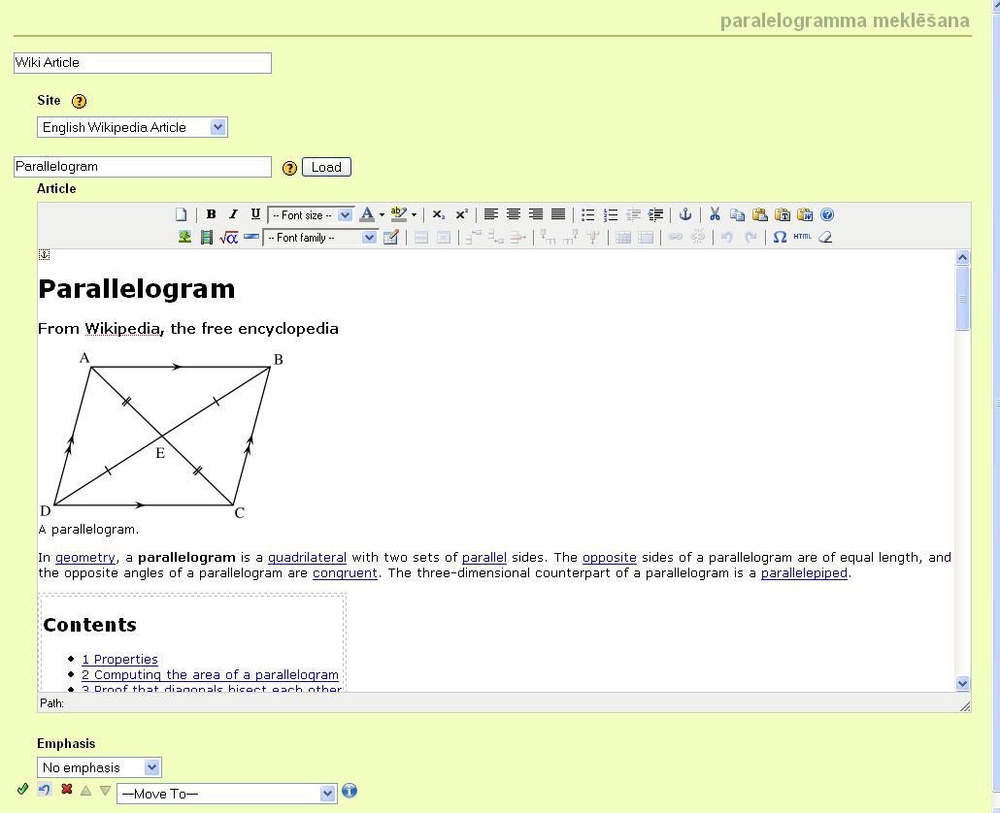 paralelogramma meklēšana
Wiki Article
Site ?
English Wikipedia Article
Parallelogram ? Load
Article
B I U -- Font size -- A ab x₂ x² T W ?
√α -- Font family -- Ω HTML
Parallelogram
From Wikipedia, the free encyclopedia
A B
E
D C
A parallelogram.
In geometry, a parallelogram is a quadrilateral with two sets of parallel sides. The opposite sides of a parallelogram are of equal length, and
the opposite angles of a parallelogram are congruent. The three-dimensional counterpart of a parallelogram is a parallelepiped.
Contents
1 Properties
2 Computing the area of a parallelogram
3 Proof that diagonals bisect each other
Path:
Emphasis
No emphasis
—Move To— i